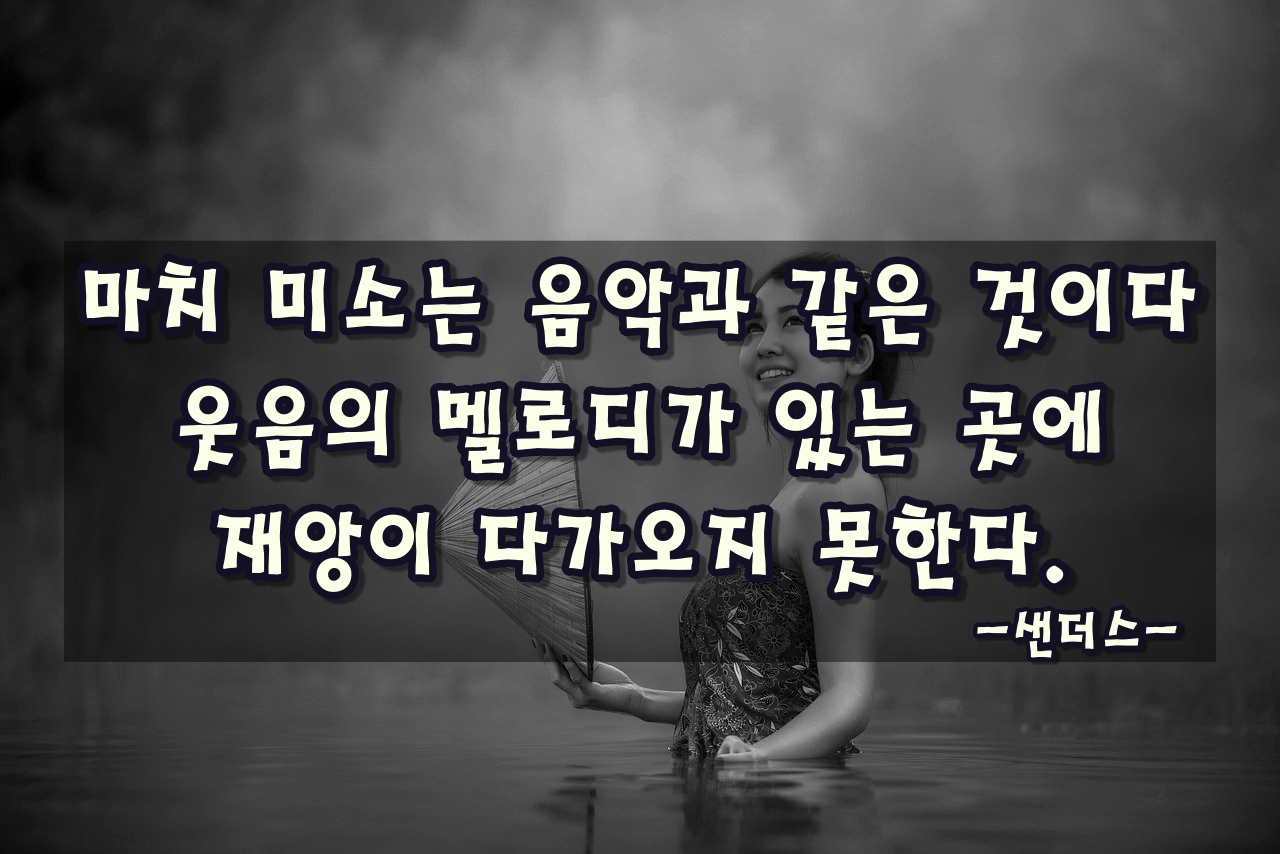 마치 미소는 음악과 같은 것이다
웃음의 멜로디가 있는 곳에
재앙이 다가오지 못한다.
-샌더스-